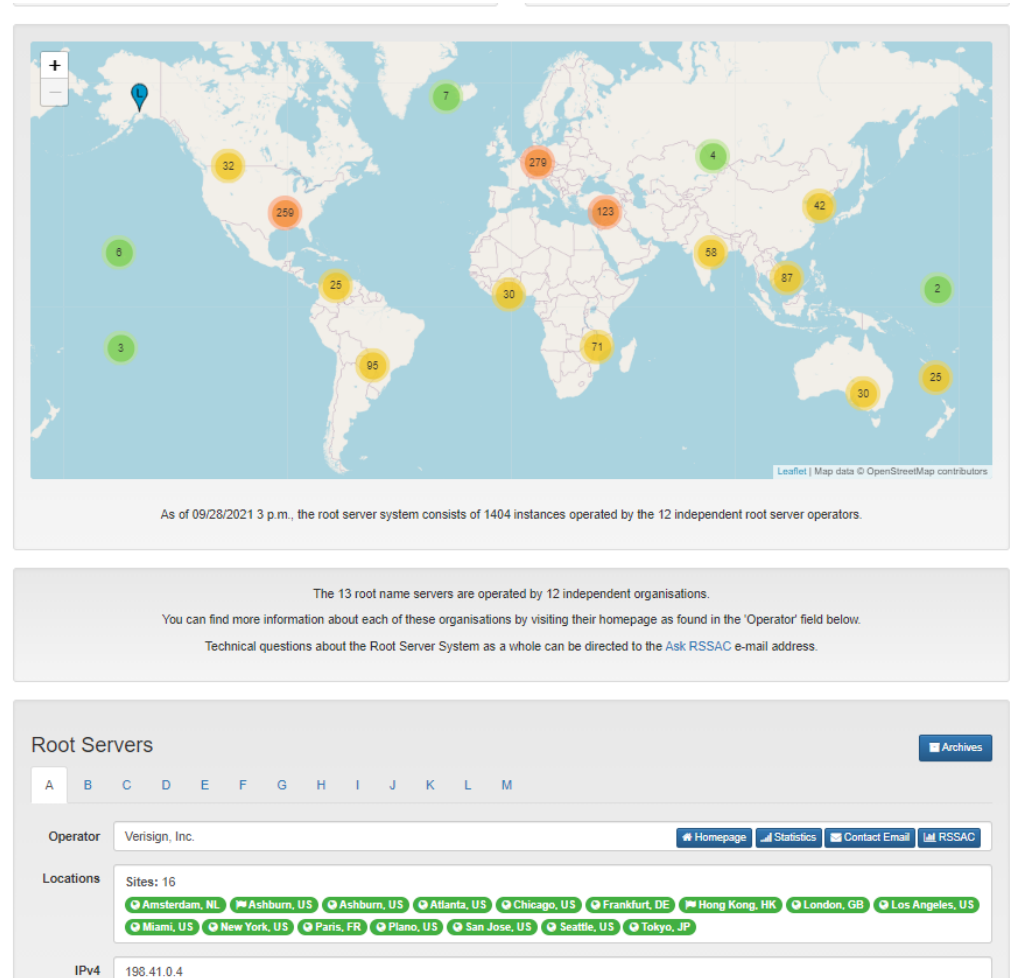 +
−
L
7
32
279
4
259
123
42
6
58
25
87
30
2
3
71
95
25
30
Leaflet | Map data © OpenStreetMap contributors
As of 09/28/2021 3 p.m., the root server system consists of 1404 instances operated by the 12 independent root server operators.
The 13 root name servers are operated by 12 independent organisations.
You can find more information about each of these organisations by visiting their homepage as found in the 'Operator' field below.
Technical questions about the Root Server System as a whole can be directed to the Ask RSSAC e-mail address.
Root Servers
Archives
A B C D E F G H I J K L M
Operator Verisign, Inc. Homepage Statistics Contact Email RSSAC
Locations Sites: 16
Amsterdam, NL Ashburn, US Ashburn, US Atlanta, US Chicago, US Frankfurt, DE Hong Kong, HK London, GB Los Angeles, US
Miami, US New York, US Paris, FR Plano, US San Jose, US Seattle, US Tokyo, JP
IPv4 198.41.0.4